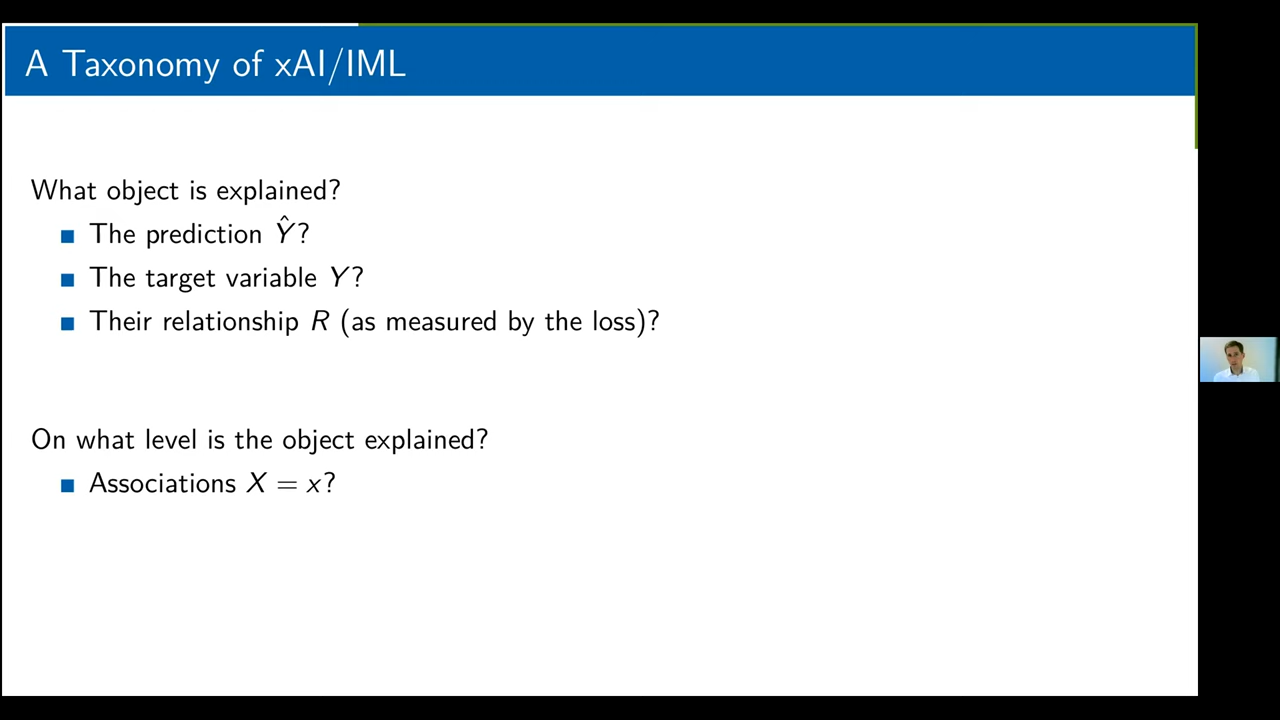 A Taxonomy of xAI/IML
What object is explained?
The prediction Ŷ?
The target variable Y?
Their relationship R (as measured by the loss)?
On what level is the object explained?
Associations X = x?